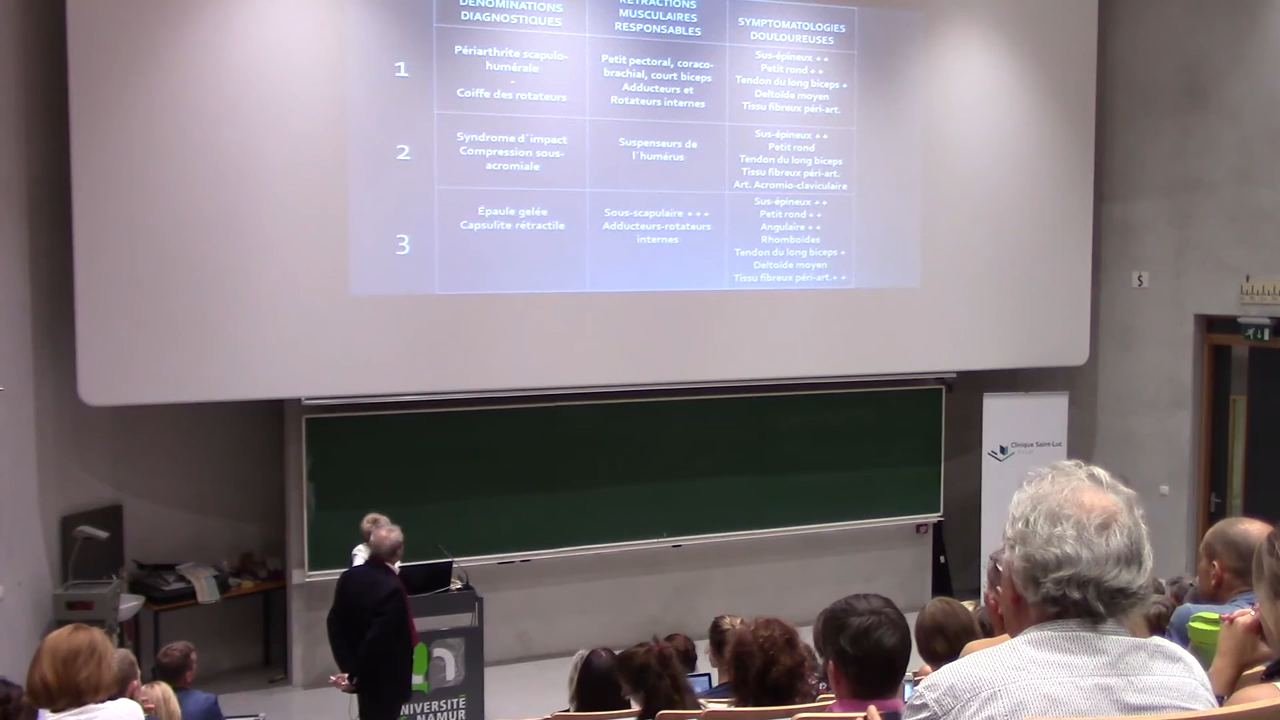 DÉNOMINATIONS
DIAGNOSTIQUES
RÉTRACTIONS
MUSCULAIRES
RESPONSABLES
SYMPTOMATOLOGIES
DOULOUREUSES
1
Périarthrite scapulo-
humérale
-
Coiffe des rotateurs
Petit pectoral, coraco-
brachial, court biceps
Adducteurs et
Rotateurs internes
Sus-épineux + +
Petit rond + +
Tendon du long biceps +
Deltoïde moyen
Tissu fibreux péri-art.
2
Syndrome d'impact
Compression sous-
acromiale
Suspenseurs de
l'humérus
Sus-épineux + +
Petit rond
Tendon du long biceps
Tissu fibreux péri-art.
Art. Acromio-claviculaire
3
Épaule gelée
Capsulite rétractile
Sous-scapulaire + + +
Adducteurs-rotateurs
internes
Sus-épineux + +
Petit rond + +
Angulaire + +
Rhomboïdes
Tendon du long biceps +
Deltoïde moyen
Tissu fibreux péri-art.+ +
S
Clinique Saint-Luc
UNIVERSITÉ
NAMUR